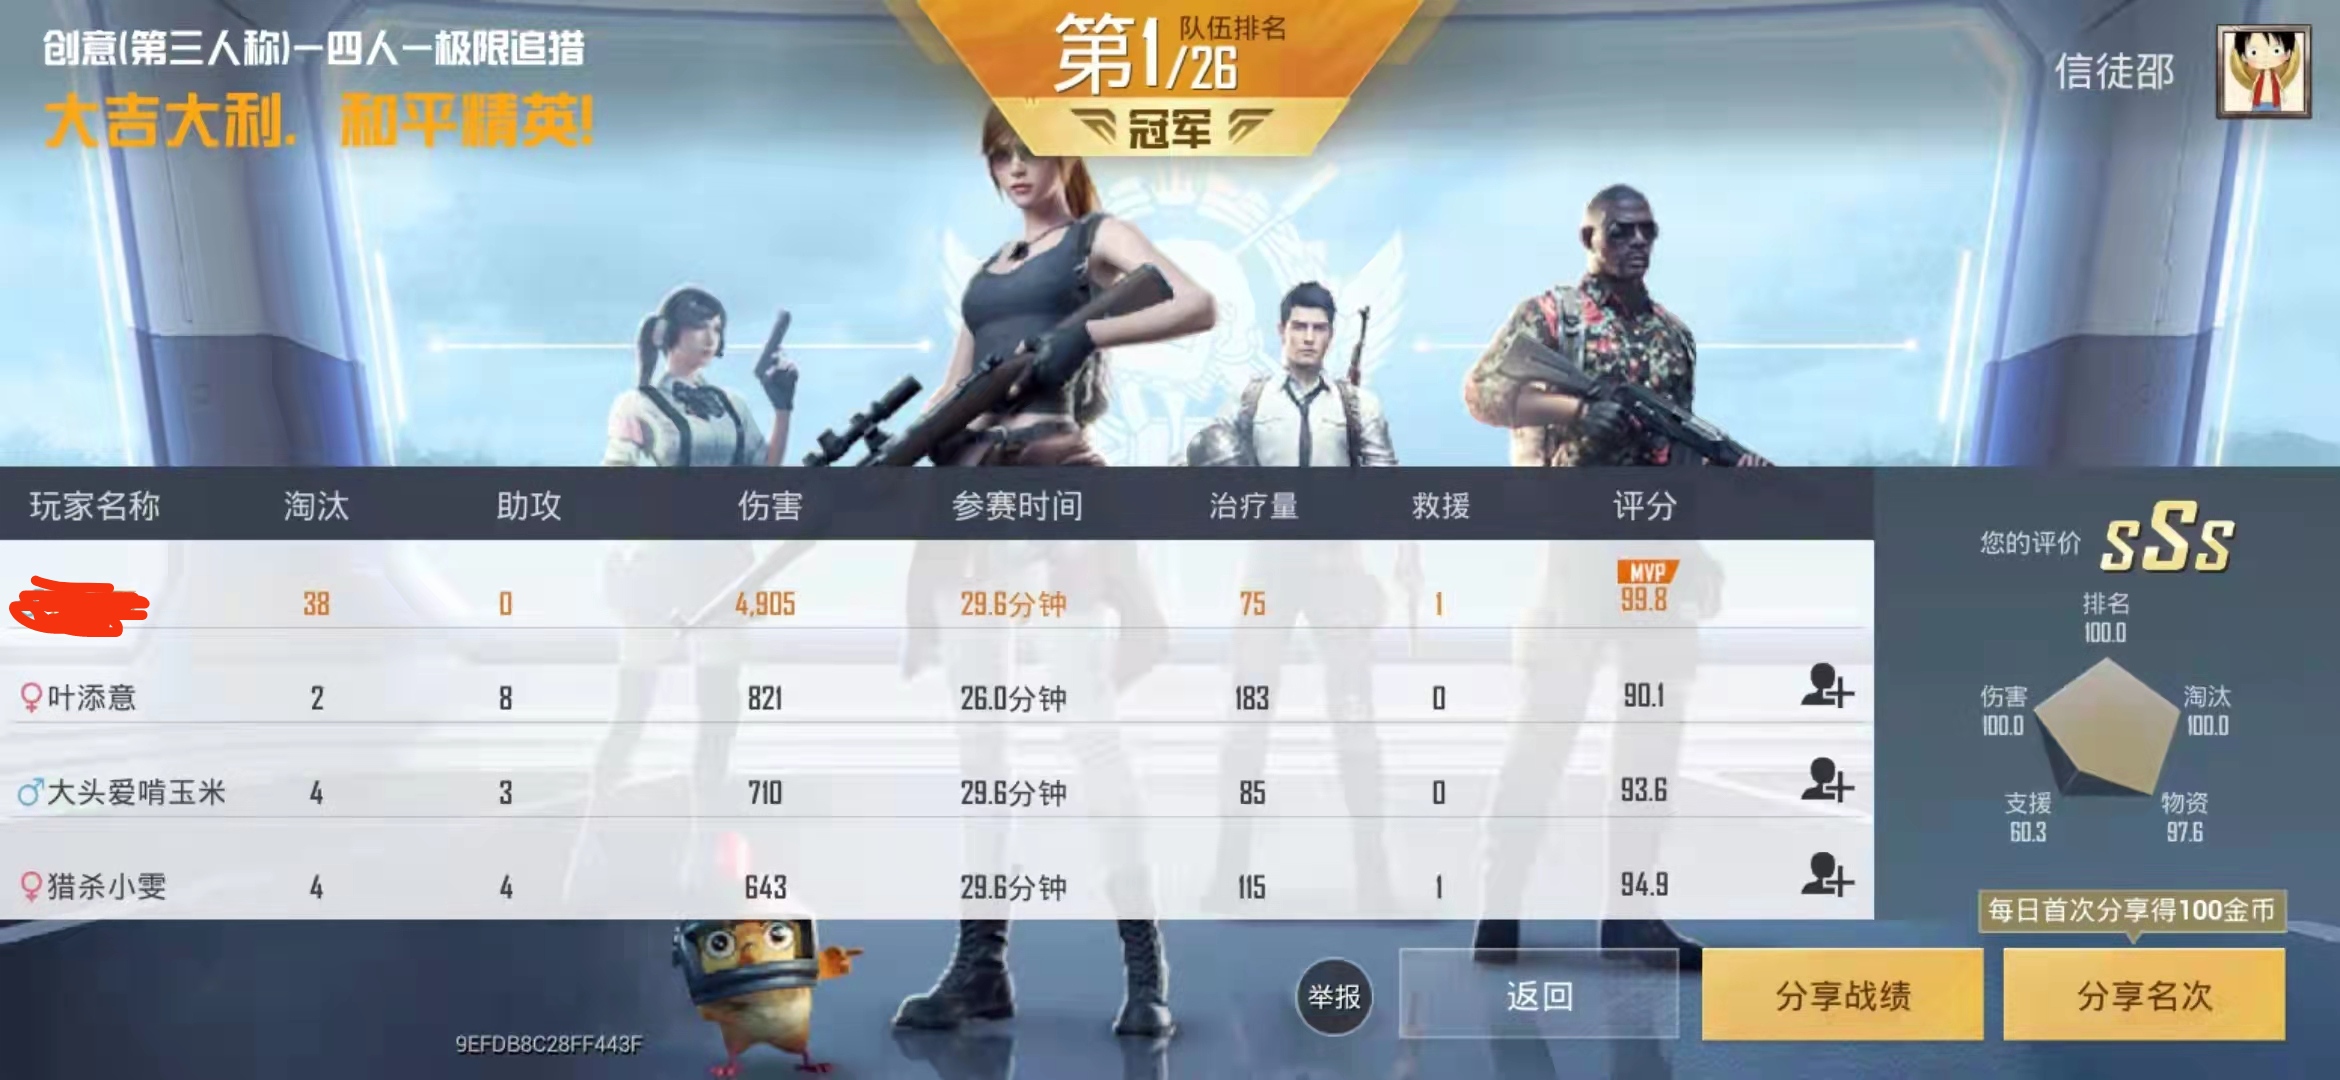 创意(第三人称)—四人—极限追猎
大吉大利，和平精英!
第1/26 队伍排名
冠军
信徒邵
玩家名称 淘汰 助攻 伤害 参赛时间 治疗量 救援 评分
38 0 4,905 29.6分钟 75 1 MVP 99.8
叶添意 2 8 821 26.0分钟 183 0 90.1
大头爱啃玉米 4 3 710 29.6分钟 85 0 93.6
猎杀小雯 4 4 643 29.6分钟 115 1 94.9
您的评价 SSS
排名
100.0
伤害 淘汰
100.0 100.0
支援 物资
60.3 97.6
每日首次分享得100金币
举报 返回 分享战绩 分享名次
9EFDB8C28FF443F